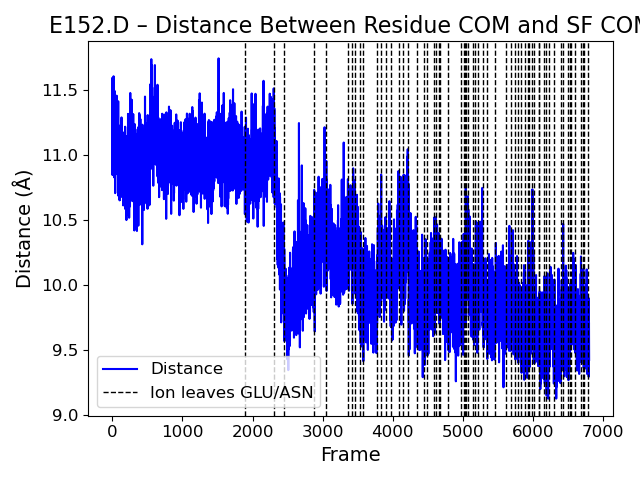 E152.D – Distance Between Residue COM and SF COM
Distance (Å)
11.5
11.0
10.5
10.0
9.5
9.0
Distance
Ion leaves GLU/ASN
0 1000 2000 3000 4000 5000 6000 7000
Frame